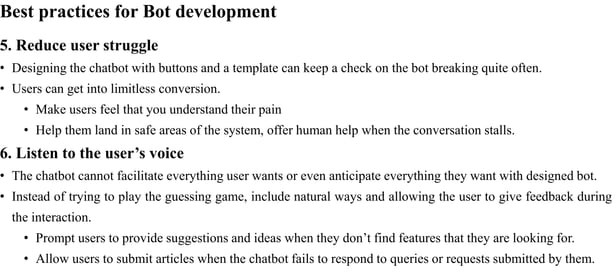 Best practices for Bot development
5. Reduce user struggle
• Designing the chatbot with buttons and a template can keep a check on the bot breaking quite often.
• Users can get into limitless conversion.
• Make users feel that you understand their pain
• Help them land in safe areas of the system, offer human help when the conversation stalls.
6. Listen to the user’s voice
• The chatbot cannot facilitate everything user wants or even anticipate everything they want with designed bot.
• Instead of trying to play the guessing game, include natural ways and allowing the user to give feedback during
the interaction.
• Prompt users to provide suggestions and ideas when they don’t find features that they are looking for.
• Allow users to submit articles when the chatbot fails to respond to queries or requests submitted by them.